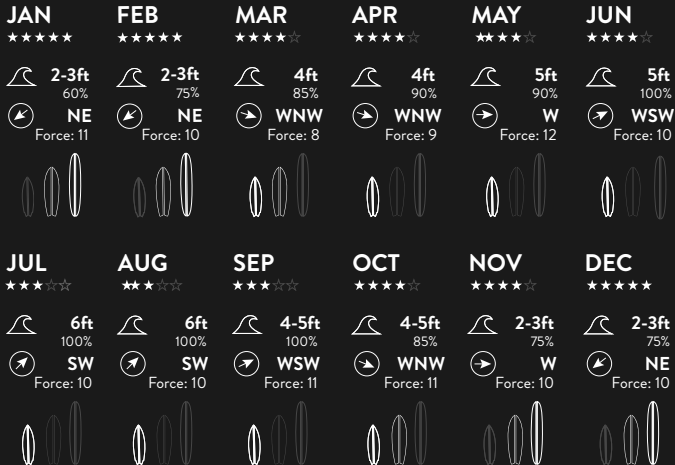 JAN
2-3ft
60%
NE
Force: 11
FEB
2-3ft
75%
NE
Force: 10
MAR
4ft
85%
WNW
Force: 8
APR
4ft
90%
WNW
Force: 9
MAY
5ft
90%
W
Force: 12
JUN
5ft
100%
WSW
Force: 10
JUL
6ft
100%
SW
Force: 10
AUG
6ft
100%
SW
Force: 10
SEP
4-5ft
100%
WSW
Force: 11
OCT
4-5ft
85%
WNW
Force: 11
NOV
2-3ft
75%
W
Force: 10
DEC
2-3ft
75%
NE
Force: 10